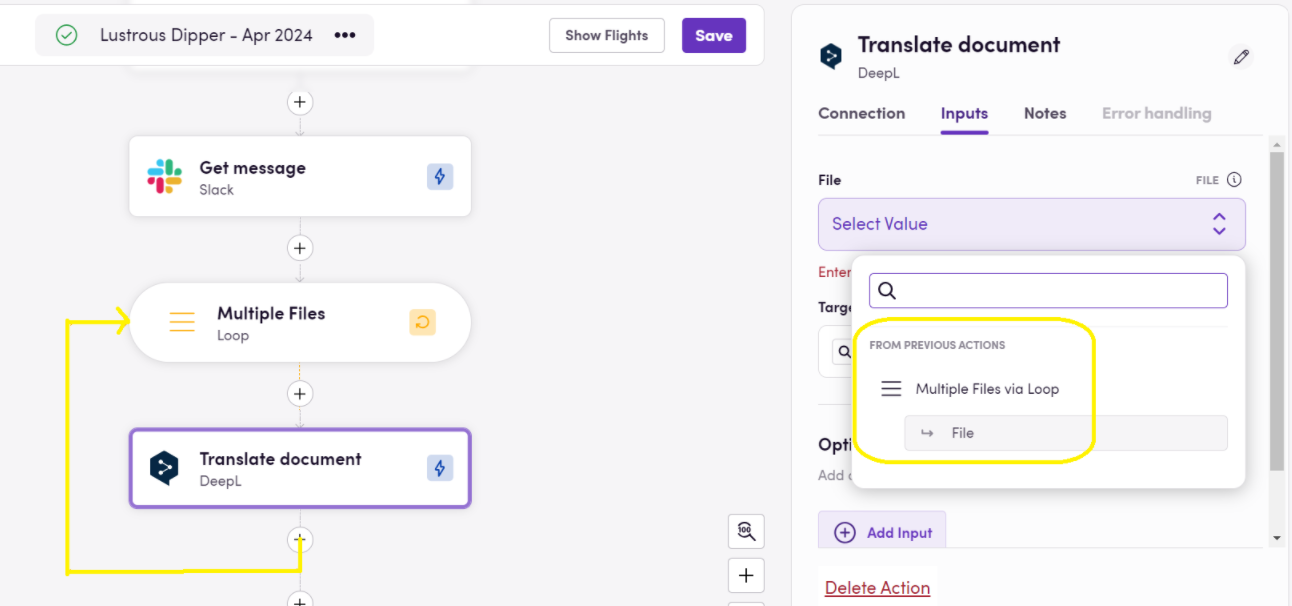 Lustrous Dipper - Apr 2024 •••
Show Flights
Save
Get message
Slack
Multiple Files
Loop
Translate document
DeepL
100
Translate document
DeepL
Connection Inputs Notes Error handling
File
FILE
Select Value
Enter
Targe
FROM PREVIOUS ACTIONS
Multiple Files via Loop
File
Opti
Add
Add Input
Delete Action